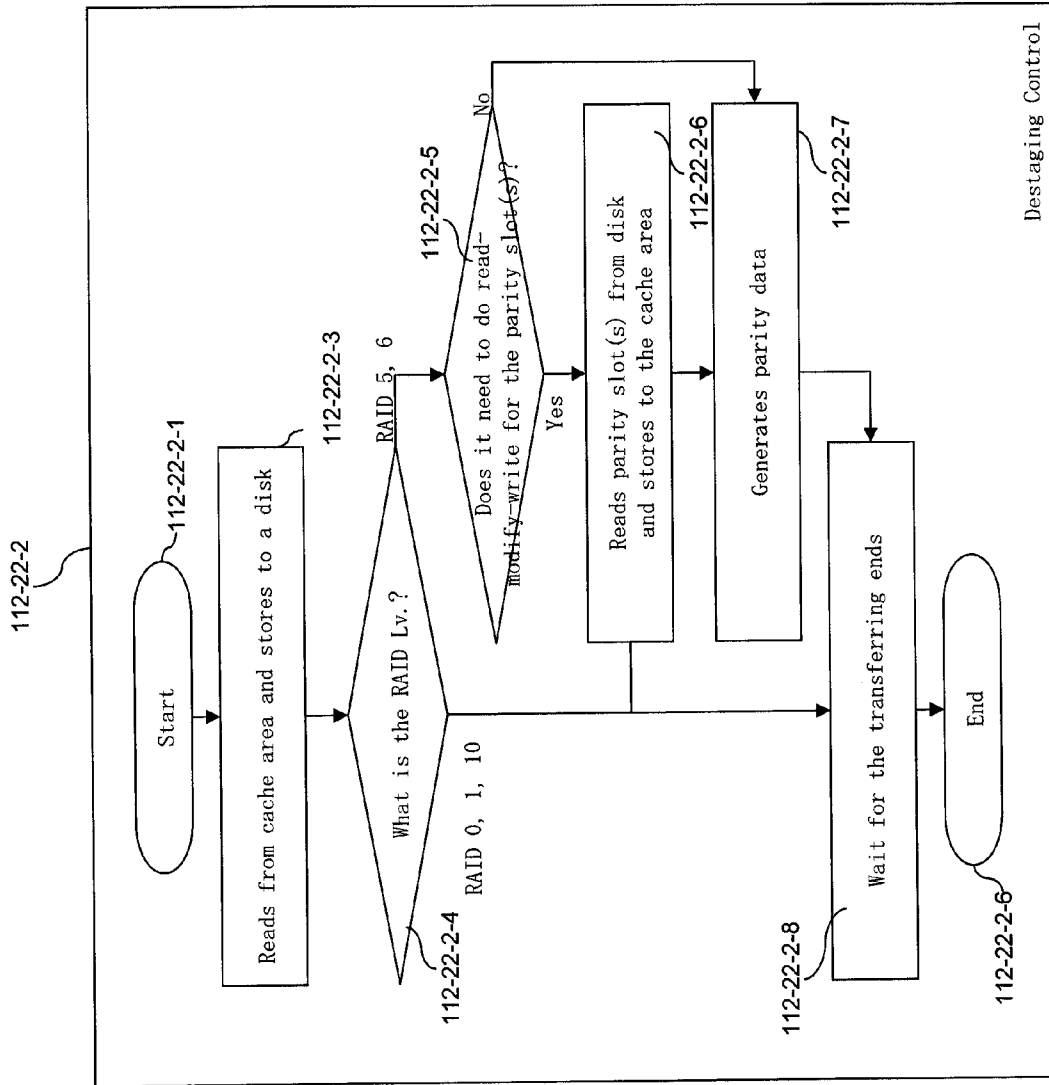 112-22-2
Start
112-22-2-1
Reads from cache area and stores to a disk
112-22-2-3
What is the RAID Lv.?
112-22-2-4
RAID 5, 6
RAID 0, 1, 10
112-22-2-5
Does it need to do read-
modify-write for the parity slot(s)?
No
Yes
Reads parity slot(s) from disk
and stores to the cache area
112-22-2-6
Generates parity data
112-22-2-7
Wait for the transferring ends
112-22-2-8
End
112-22-2-6
Destaging Control